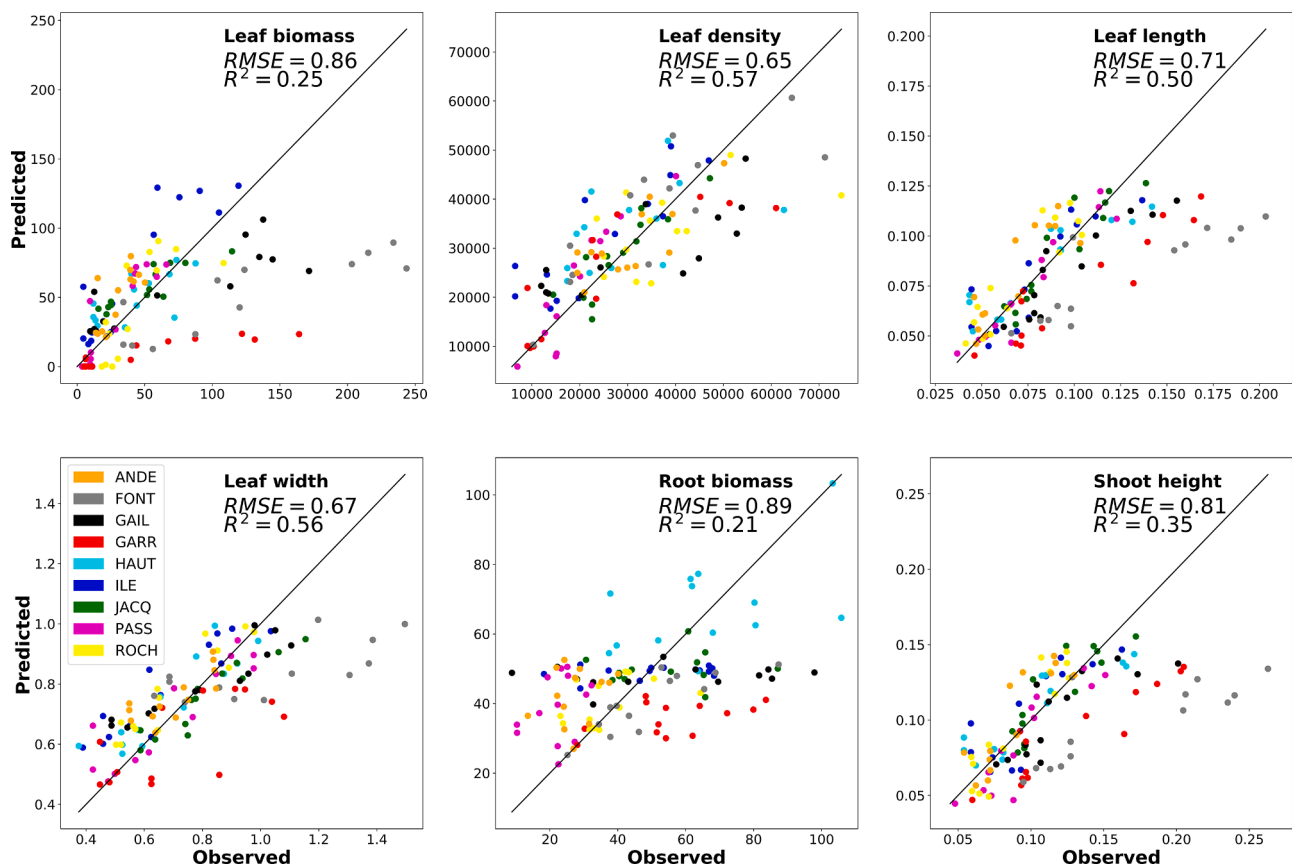 Leaf biomass
RMSE = 0.86
R² = 0.25
250
200
150
100
50
0
0 50 100 150 200 250
Predicted
Leaf density
RMSE = 0.65
R² = 0.57
70000
60000
50000
40000
30000
20000
10000
10000 20000 30000 40000 50000 60000 70000
Leaf length
RMSE = 0.71
R² = 0.50
0.200
0.175
0.150
0.125
0.100
0.075
0.050
0.025
0.025 0.050 0.075 0.100 0.125 0.150 0.175 0.200
Leaf width
RMSE = 0.67
R² = 0.56
ANDE
FONT
GAIL
GARR
HAUT
ILE
JACQ
PASS
ROCH
1.4
1.2
1.0
0.8
0.6
0.4
0.4 0.6 0.8 1.0 1.2 1.4
Predicted
Observed
Root biomass
RMSE = 0.89
R² = 0.21
100
80
60
40
20
20 40 60 80 100
Observed
Shoot height
RMSE = 0.81
R² = 0.35
0.25
0.20
0.15
0.10
0.05
0.05 0.10 0.15 0.20 0.25
Observed